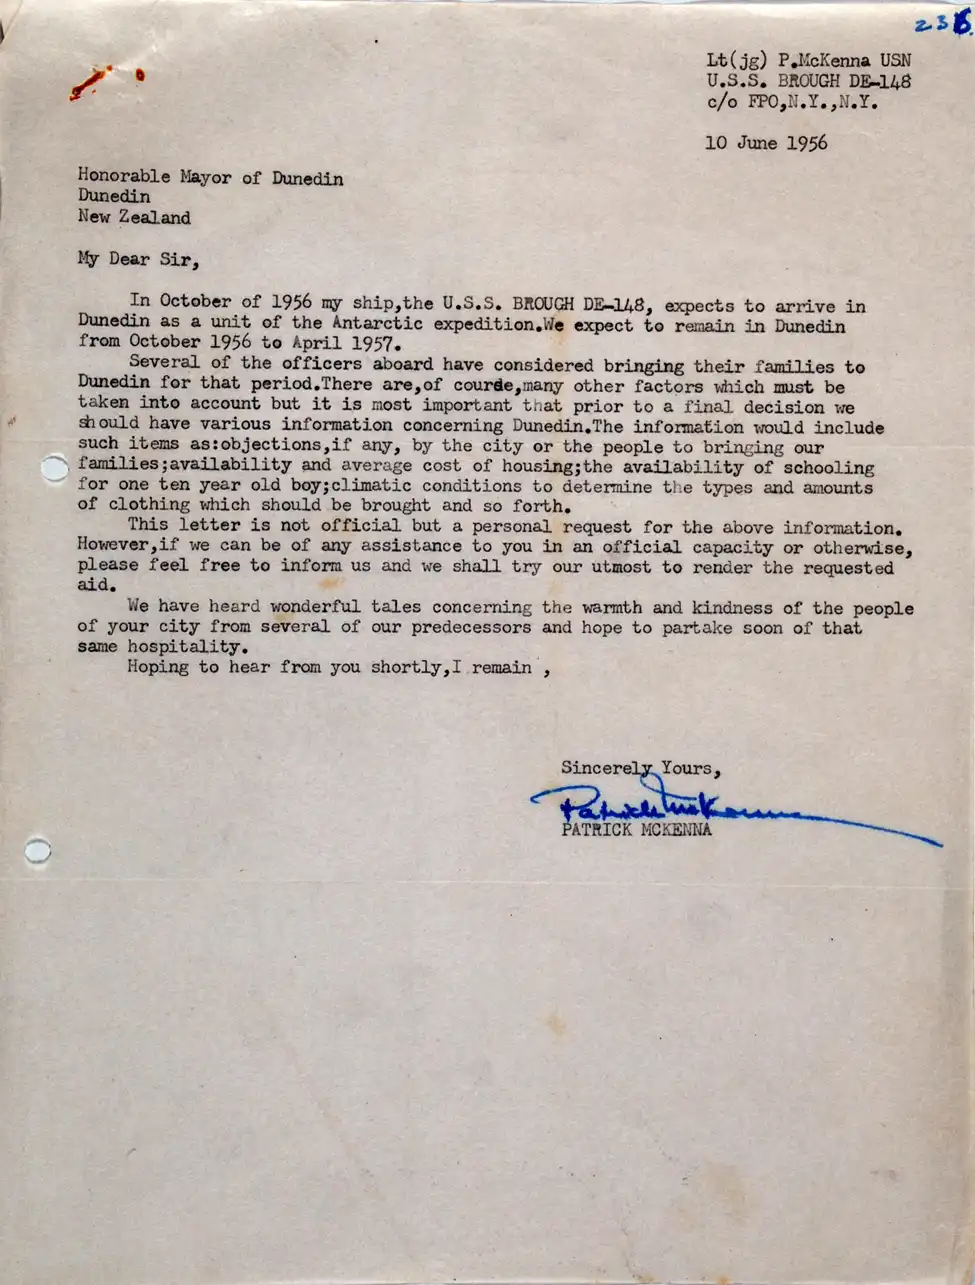 236.
Lt(jg) P.McKenna USN
U.S.S. BROUGH DE-148
c/o FPO,N.Y.,N.Y.
10 June 1956
Honorable Mayor of Dunedin
Dunedin
New Zealand
My Dear Sir,
In October of 1956 my ship,the U.S.S. BROUGH DE-148, expects to arrive in
Dunedin as a unit of the Antarctic expedition.We expect to remain in Dunedin
from October 1956 to April 1957.
Several of the officers aboard have considered bringing their families to
Dunedin for that period.There are,of courde,many other factors which must be
taken into account but it is most important that prior to a final decision we
should have various information concerning Dunedin.The information would include
such items as:objections,if any, by the city or the people to bringing our
families;availability and average cost of housing;the availability of schooling
for one ten year old boy;climatic conditions to determine the types and amounts
of clothing which should be brought and so forth.
This letter is not official but a personal request for the above information.
However,if we can be of any assistance to you in an official capacity or otherwise,
please feel free to inform us and we shall try our utmost to render the requested
aid.
We have heard wonderful tales concerning the warmth and kindness of the people
of your city from several of our predecessors and hope to partake soon of that
same hospitality.
Hoping to hear from you shortly,I remain ,
Sincerely Yours,
Patrick McKenna
PATRICK MCKENNA